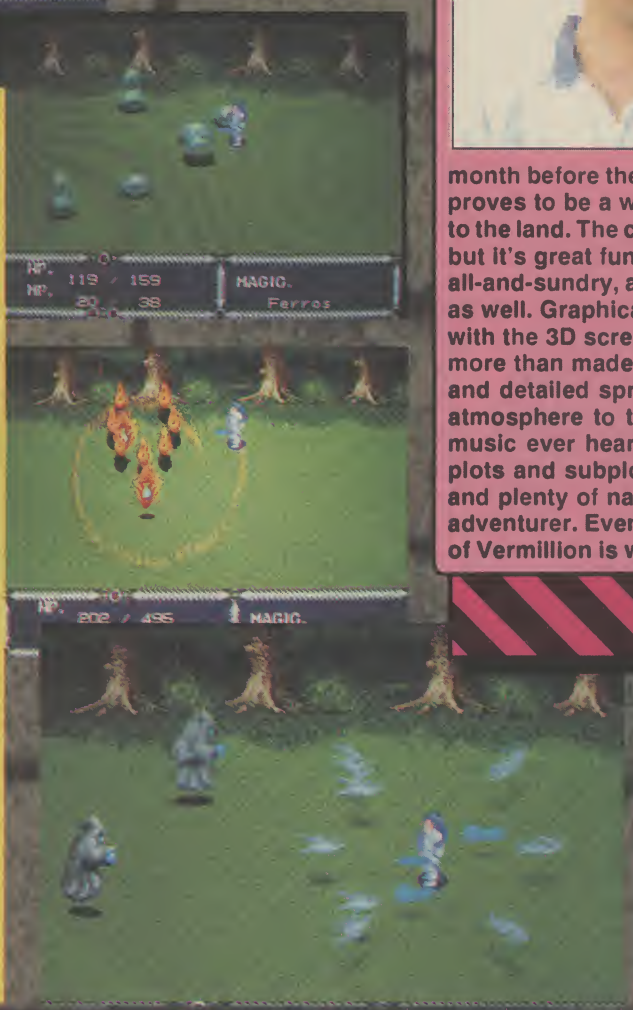 HP.
119 / 159
MP.
20 / 38
MAGIC.
Ferros
HP.
202 / 495
MAGIC.
month before the
proves to be a w
to the land. The c
but it's great fun
all-and-sundry, a
as well. Graphica
with the 3D scre
more than made
and detailed spr
atmosphere to t
music ever hear
plots and subplo
and plenty of na
adventurer. Ever
of Vermillion is w